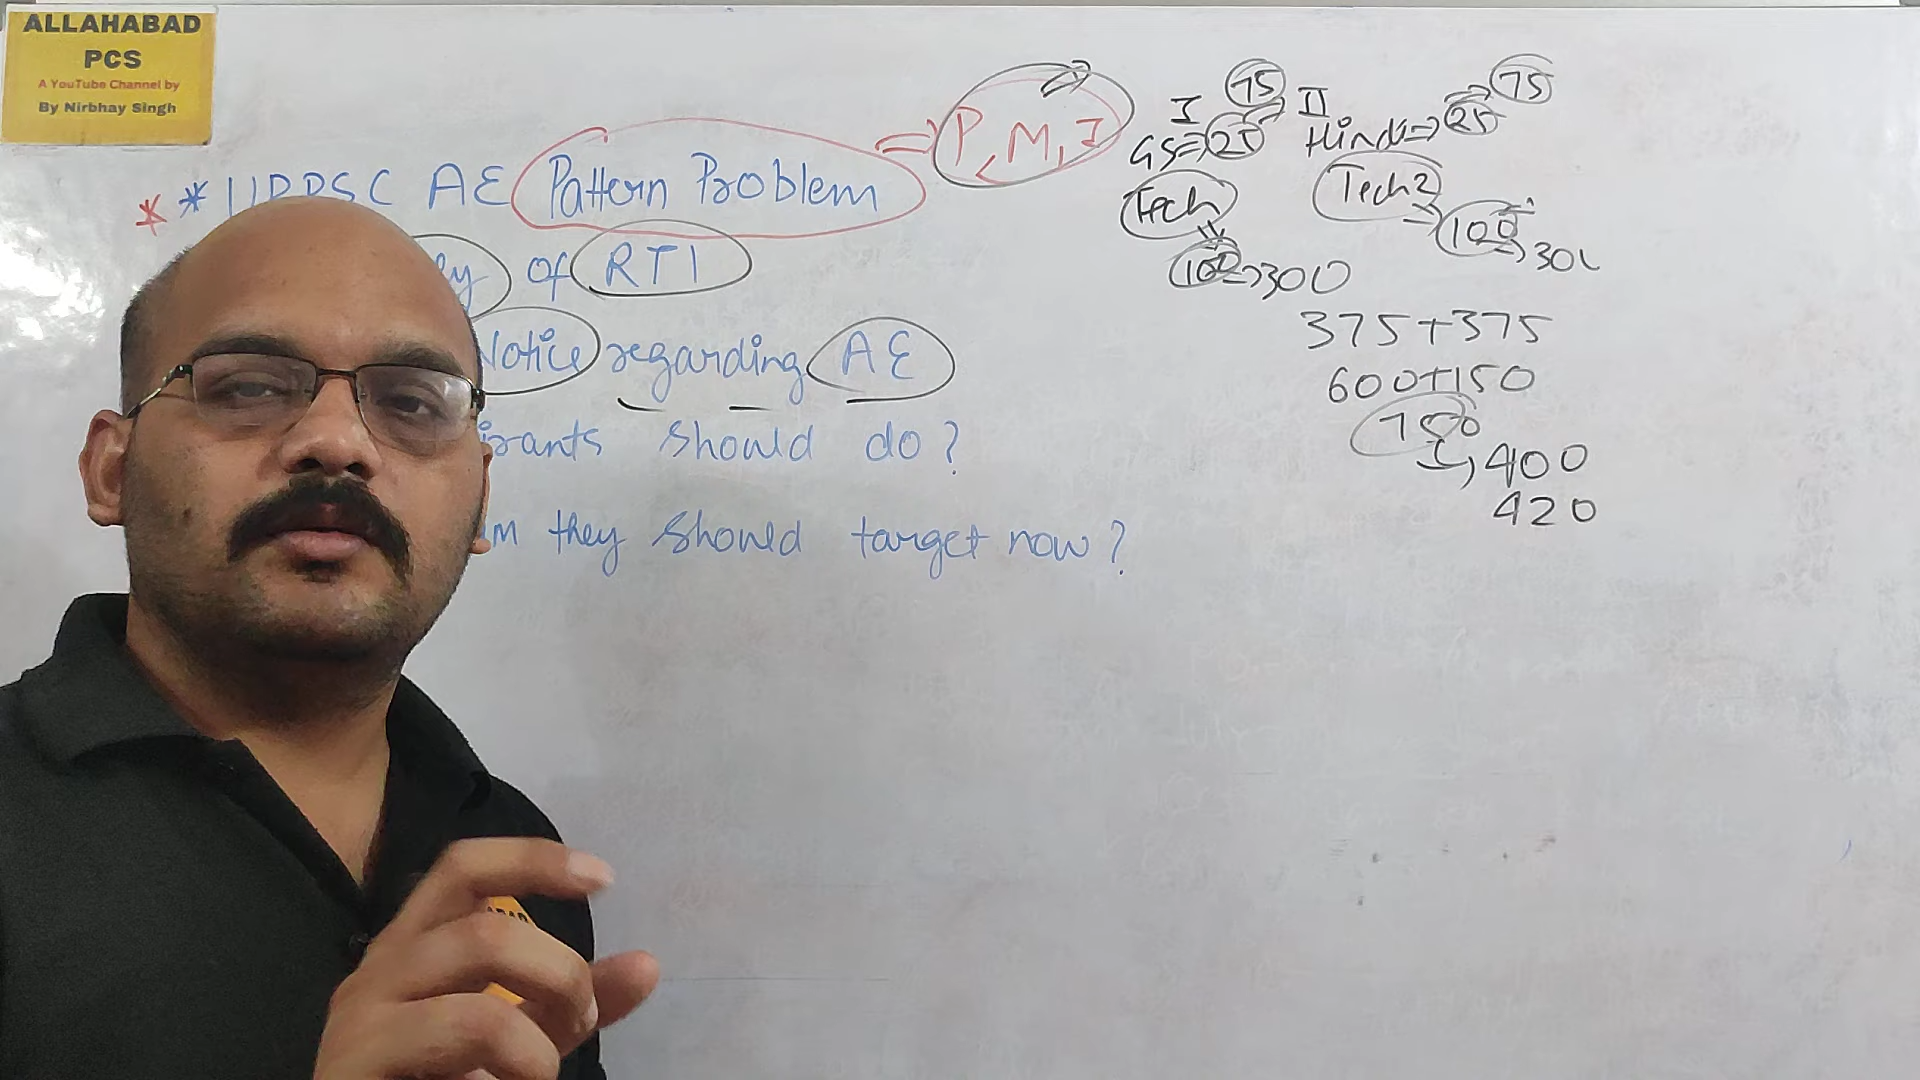 ALLAHABAD
PCS
A YouTube Channel by
By Nirbhay Singh
* * UPPSC AE Pattern Problem => P, M, I
of RTI
Notice regarding AE
should do?
they should target now?
I 75 II 75
GS => 25 Hindi => 25
Tech Tech 2
100 => 300 100 300
375+375
600+150
750
400
420